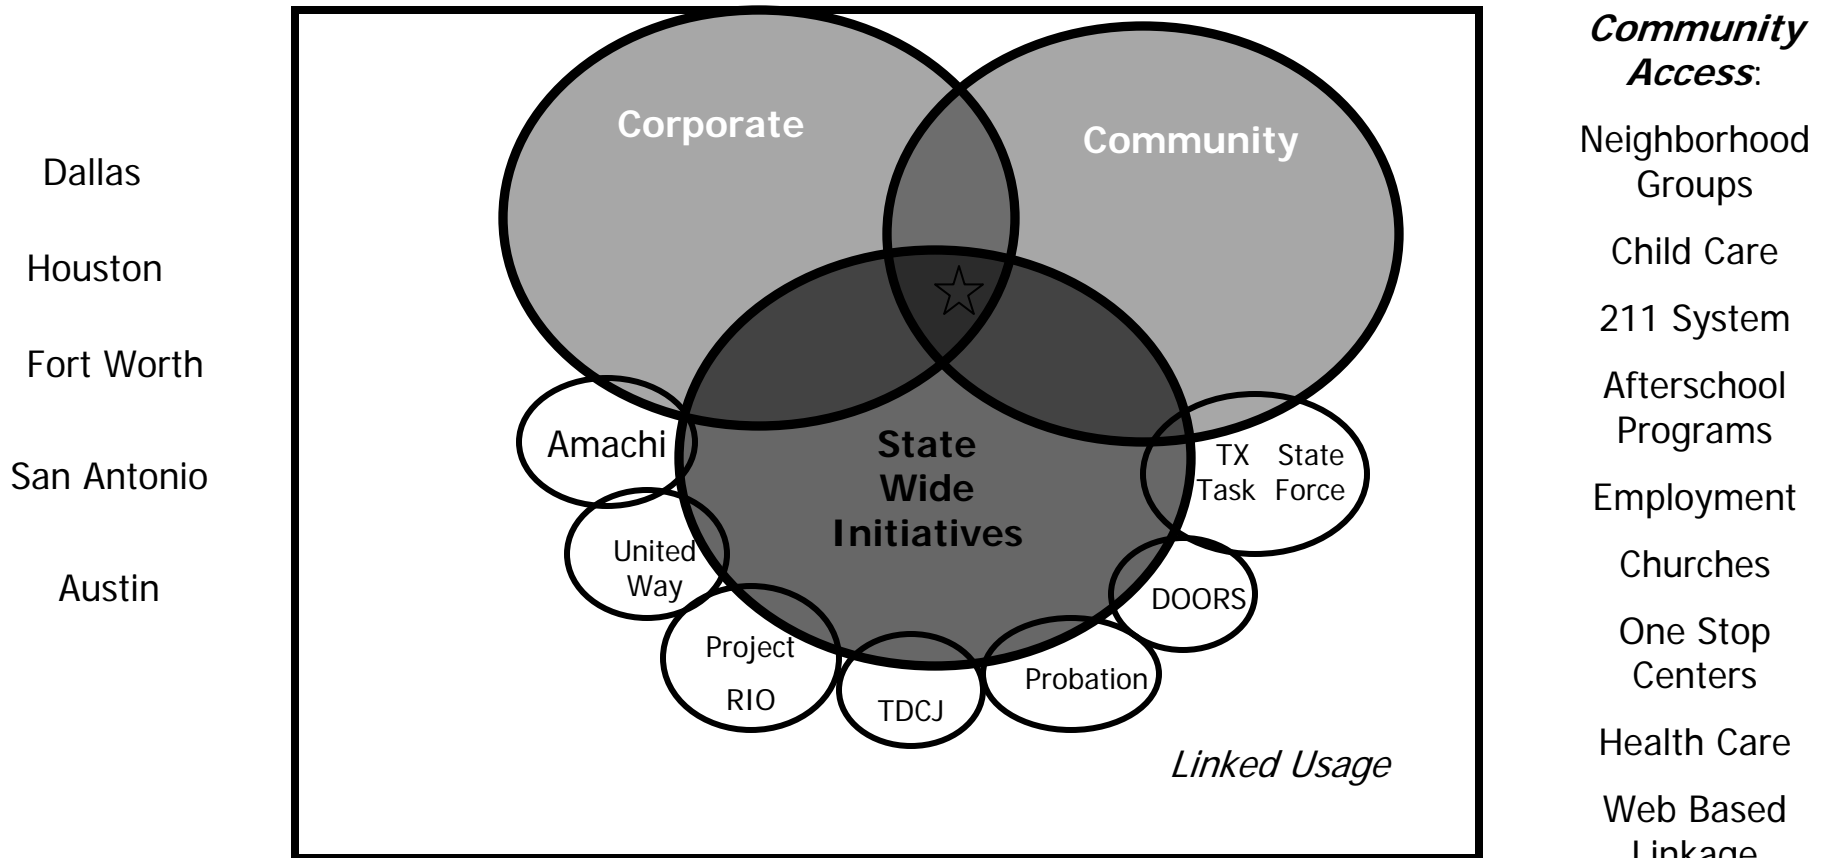 Dallas
Houston
Fort Worth
San Antonio
Austin
Corporate
Community
State
Wide
Initiatives
Amachi
United
Way
Project
RIO
TDCJ
Probation
DOORS
TX State
Task Force
Linked Usage
Community
Access:
Neighborhood
Groups
Child Care
211 System
Afterschool
Programs
Employment
Churches
One Stop
Centers
Health Care
Web Based
Linkage